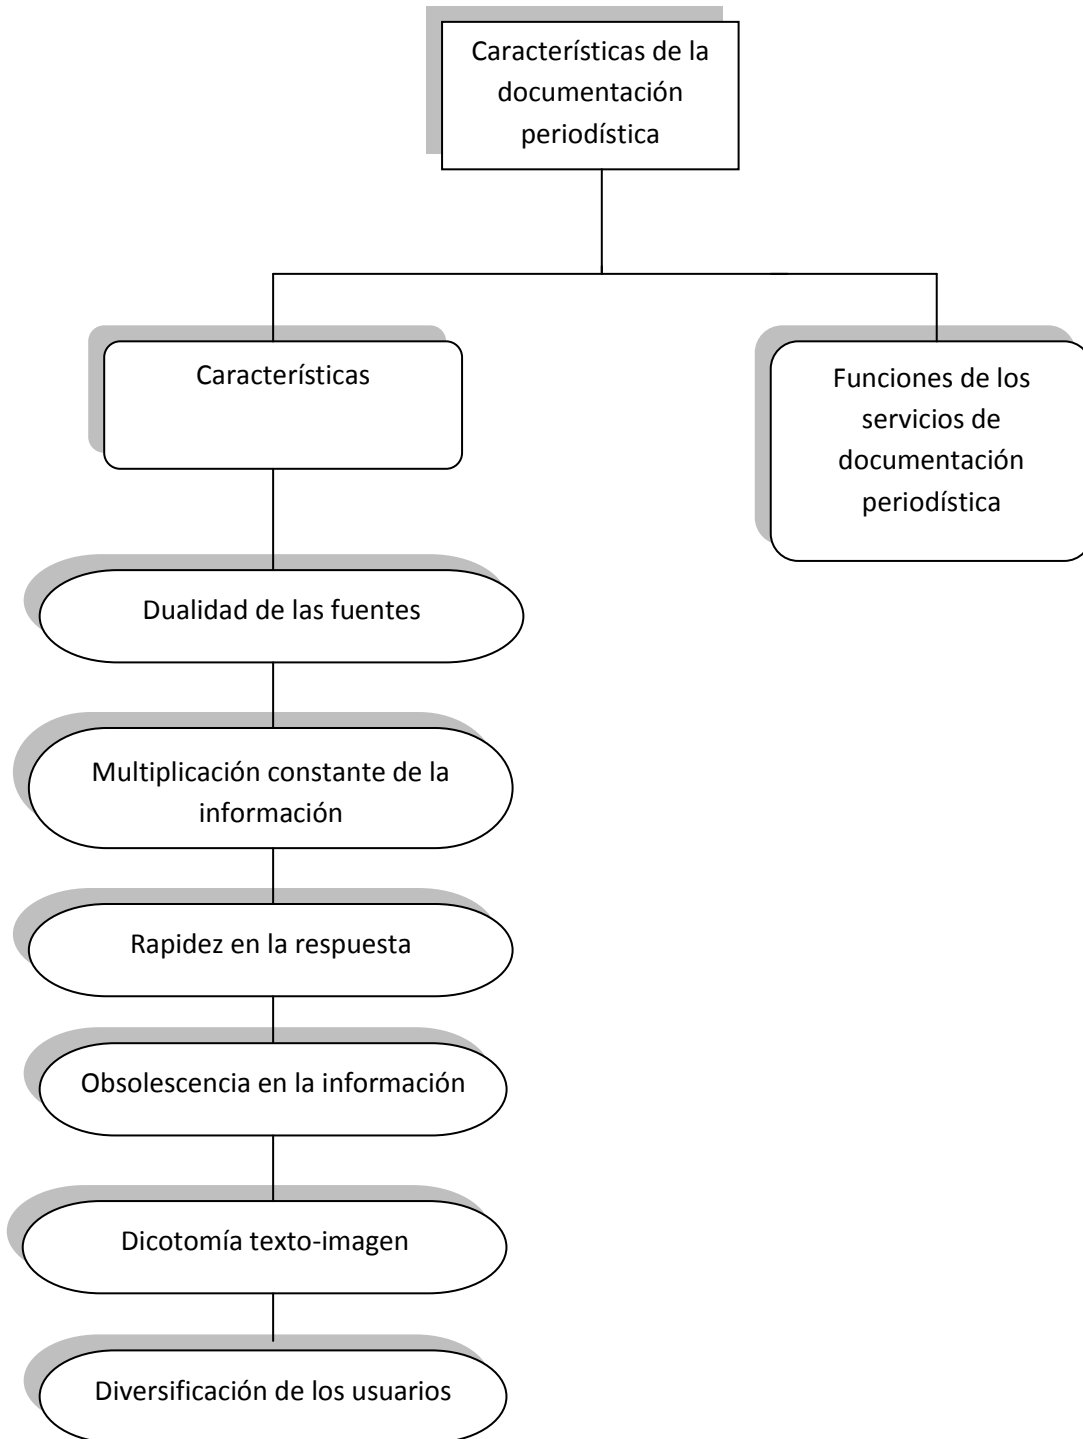 Características de la
documentación
periodística
Características
Funciones de los
servicios de
documentación
periodística
Dualidad de las fuentes
Multiplicación constante de la
información
Rapidez en la respuesta
Obsolescencia en la información
Dicotomía texto-imagen
Diversificación de los usuarios